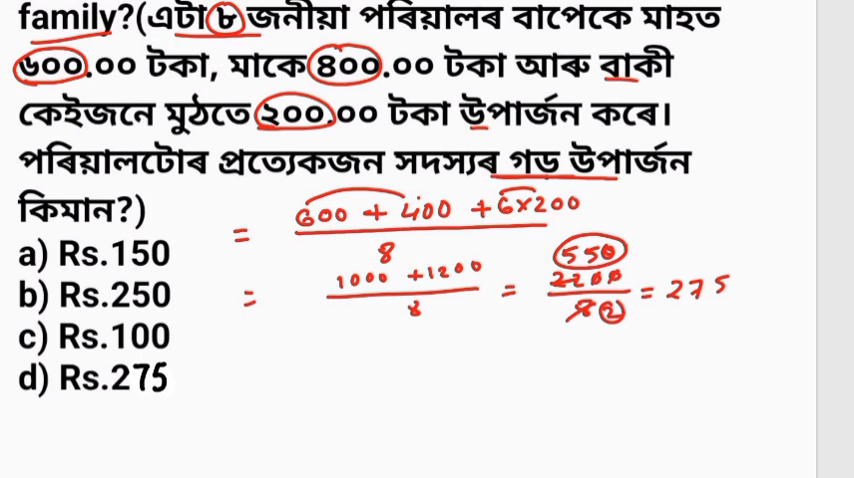 family?(এটা ৮ জনীয়া পৰিয়ালৰ বাপেকে মাহত
৬০০.০০ টকা, মাকে ৪০০.০০ টকা আৰু বাকী
কেইজনে মুঠতে ২০০.০০ টকা উপাৰ্জন কৰে।
পৰিয়ালটোৰ প্ৰত্যেকজন সদস্যৰ গড উপাৰ্জন
কিমান?)
= 600 + 400 + 6×200
8
a) Rs.150
b) Rs.250
= 1000 + 1200 = 2200 = 275
8 8 2
550
c) Rs.100
d) Rs.275